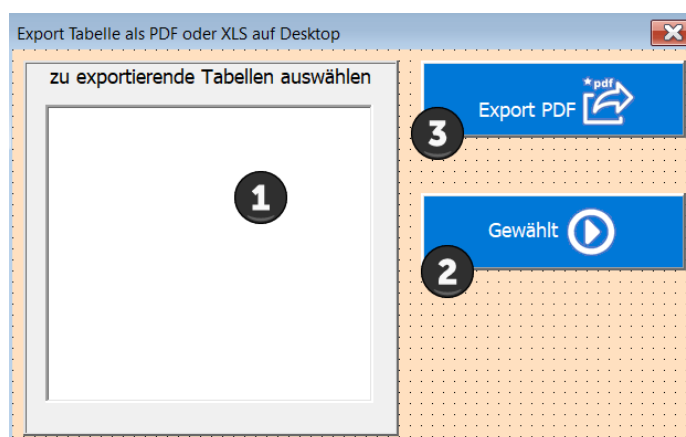 Export Tabelle als PDF oder XLS auf Desktop
zu exportierende Tabellen auswählen
*pdf
Export PDF
3
1
Gewählt
2